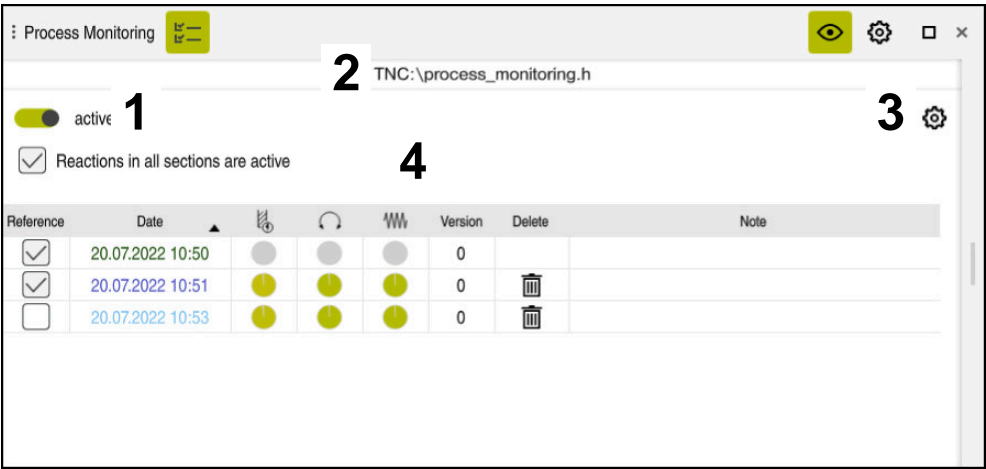 Process Monitoring
2 TNC:\process_monitoring.h
active 1 3
Reactions in all sections are active 4
Reference Date Version Delete Note
20.07.2022 10:50 0
20.07.2022 10:51 0
20.07.2022 10:53 0